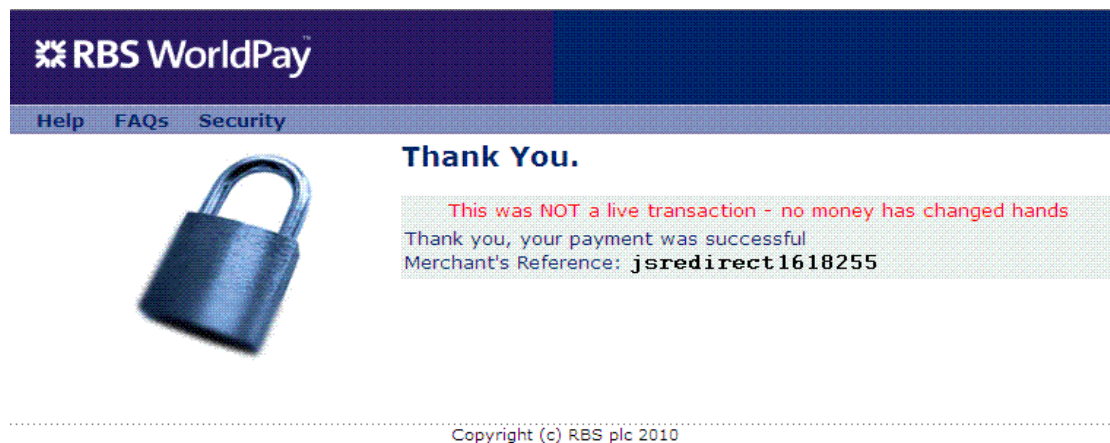 RBS WorldPay™
Help FAQs Security
Thank You.
This was NOT a live transaction - no money has changed hands
Thank you, your payment was successful
Merchant's Reference: jsredirect1618255
Copyright (c) RBS plc 2010